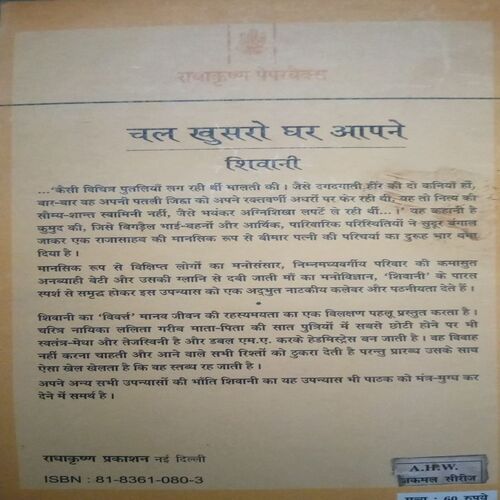 राधाकृष्ण पेपरबैक्स
चल खुसरो घर आपने
शिवानी
...'कैसी विचित्र पुतलियाँ लग रही थीं मालती की। जैसे दगदगाती हीरे की दो कनियाँ हों,
बार-बार वह अपनी पतली जिह्वा को अपने रक्तवर्णी अधरों पर फेर रही थी, यह तो नित्य की
सौम्य-शान्त स्वामिनी नहीं, जैसे भयंकर अग्निशिखा लपटें ले रही थीं...।' यह कहानी है
कुमुद की, जिसे बिगड़ैल भाई-बहनों और आर्थिक, पारिवारिक परिस्थितियों ने सुदूर बंगाल
जाकर एक राजासाहब की मानसिक रूप से बीमार पत्नी की परिचर्या का दुरूह भार थमा
दिया है।
मानसिक रूप से विक्षिप्त लोगों का मनोसंसार, निम्नमध्यवर्गीय परिवार की कमासुत
अनब्याही बेटी और उसकी ग्लानि से दबी जाती माँ का मनोविज्ञान, 'शिवानी' के पारस
स्पर्श से समृद्ध होकर इस उपन्यास को एक अद्भुत नाटकीय कलेवर और पठनीयता देते हैं।
शिवानी का 'विवर्त्त' मानव जीवन की रहस्यमयता का एक विलक्षण पहलू प्रस्तुत करता है।
चरित्र नायिका ललिता गरीब माता-पिता की सात पुत्रियों में सबसे छोटी होने पर भी
स्वतंत्र-मेधा और तेजस्विनी है और डबल एम.ए. करके हेडमिस्ट्रेस बन जाती है। वह विवाह
नहीं करना चाहती और आने वाले सभी रिश्तों को ठुकरा देती है परन्तु प्रारब्ध उसके साथ
ऐसा खेल खेलता है कि वह स्तब्ध रह जाती है।
अपने अन्य सभी उपन्यासों की भाँति शिवानी का यह उपन्यास भी पाठक को मंत्र-मुग्ध कर
देने में समर्थ है।
राधाकृष्ण प्रकाशन नई दिल्ली
ISBN : 81-8361-080-3
A.H.W.
जकमल सीरीज
मूल्य : 60 रुपये